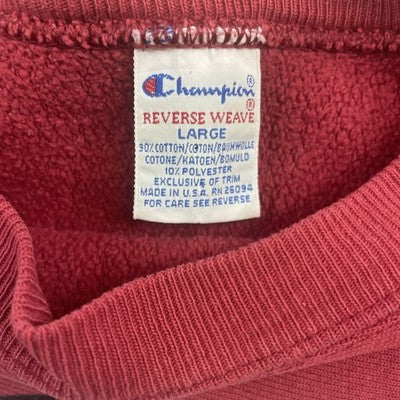 Champion®
REVERSE WEAVE®
LARGE
90% COTTON/COTON/BAUMWOLLE
COTONE/KATOEN/BOMULD
10% POLYESTER
EXCLUSIVE OF TRIM
MADE IN U.S.A. RN 26094
FOR CARE SEE REVERSE